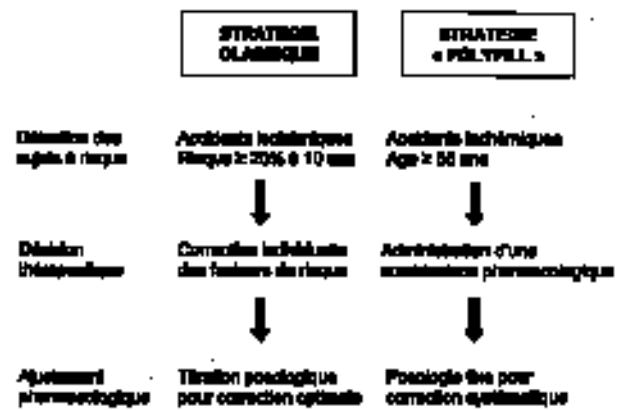 STRATEGIE
CLASSIQUE
STRATEGIE
« POLYPILL »
Détection des
sujets à risque
Accidents ischémiques
Risque ≥ 20% à 10 ans
Accidents ischémiques
Age ≥ 55 ans
Décision
thérapeutique
Correction individuelle
des facteurs de risque
Administration d'une
combinaison pharmacologique
Ajustement
pharmacologique
Titration posologique
pour correction optimale
Posologie fixe pour
correction systématique